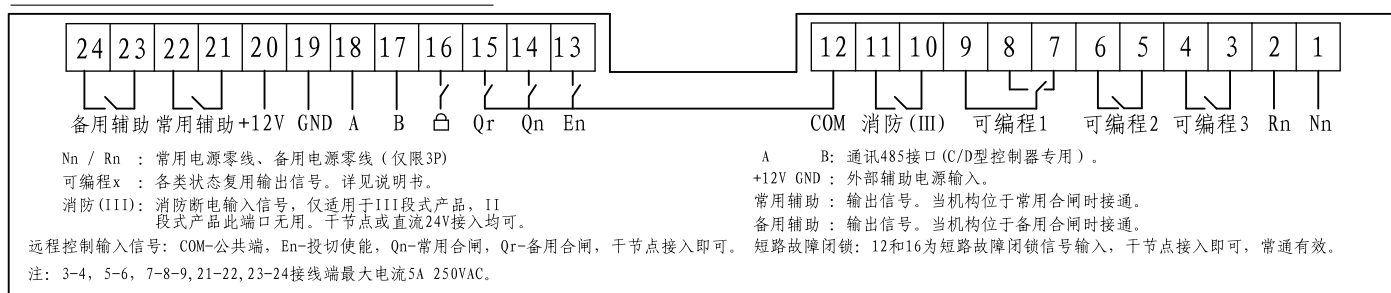 24 23 22 21 20 19 18 17 16 15 14 13 12 11 10 9 8 7 6 5 4 3 2 1
备用辅助 常用辅助 +12V GND A B Qr Qn En COM 消防(III) 可编程1 可编程2 可编程3 Rn Nn
Nn / Rn : 常用电源零线、备用电源零线(仅限3P)
可编程x : 各类状态复用输出信号。详见说明书。
消防(III): 消防断电输入信号, 仅适用于III段式产品, II
段式产品此端口无用。干节点或直流24V接入均可。
A B: 通讯485接口(C/D型控制器专用)。
+12V GND : 外部辅助电源输入。
常用辅助 : 输出信号。当机构位于常用合闸时接通。
备用辅助 : 输出信号。当机构位于备用合闸时接通。
远程控制输入信号: COM-公共端, En-投切使能, Qn-常用合闸, Qr-备用合闸, 干节点接入即可。
短路故障闭锁: 12和16为短路故障闭锁信号输入, 干节点接入即可, 常通有效。
注: 3-4, 5-6, 7-8-9,21-22,23-24接线端最大电流5A 250VAC。